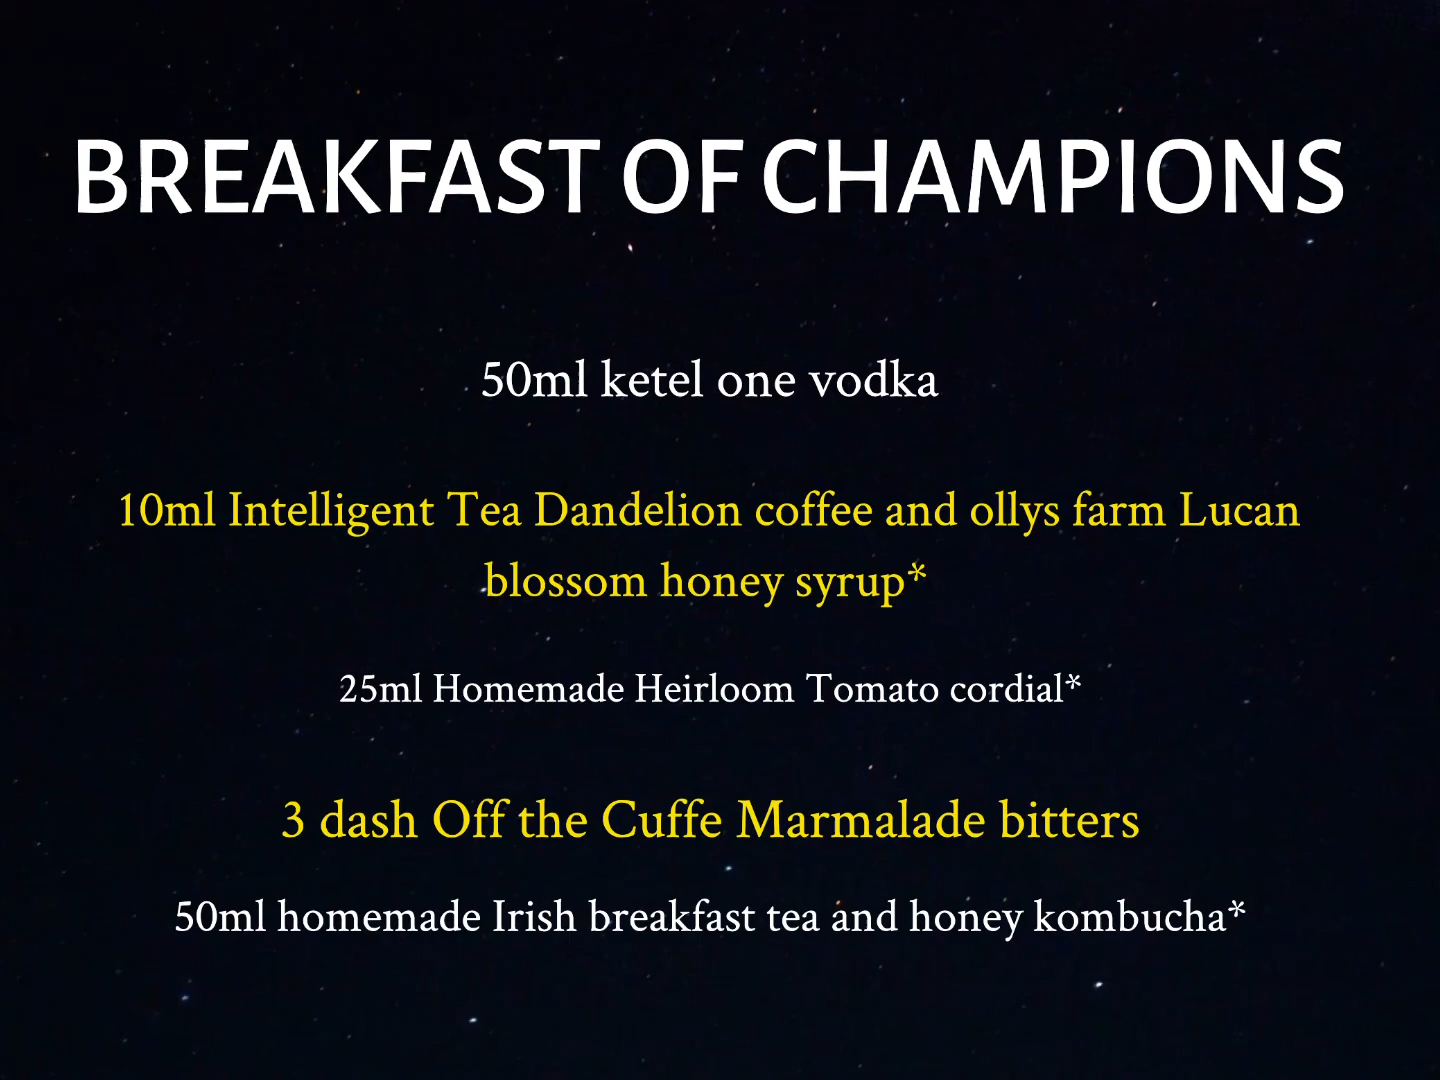 BREAKFAST OF CHAMPIONS
50ml ketel one vodka
10ml Intelligent Tea Dandelion coffee and ollys farm Lucan
blossom honey syrup*
25ml Homemade Heirloom Tomato cordial*
3 dash Off the Cuffe Marmalade bitters
50ml homemade Irish breakfast tea and honey kombucha*